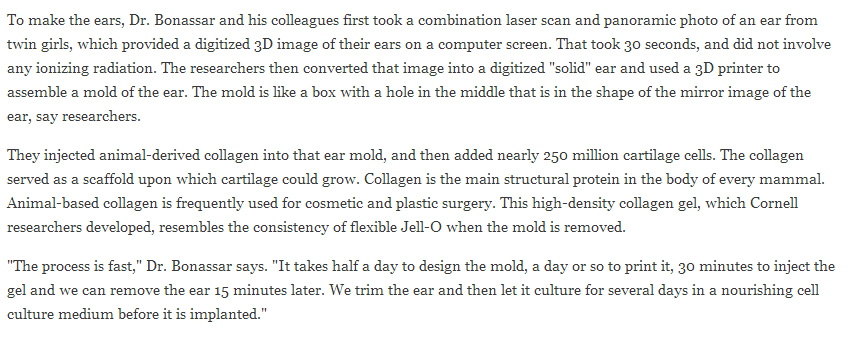 To make the ears, Dr. Bonassar and his colleagues first took a combination laser scan and panoramic photo of an ear from
twin girls, which provided a digitized 3D image of their ears on a computer screen. That took 30 seconds, and did not involve
any ionizing radiation. The researchers then converted that image into a digitized "solid" ear and used a 3D printer to
assemble a mold of the ear. The mold is like a box with a hole in the middle that is in the shape of the mirror image of the
ear, say researchers.
They injected animal-derived collagen into that ear mold, and then added nearly 250 million cartilage cells. The collagen
served as a scaffold upon which cartilage could grow. Collagen is the main structural protein in the body of every mammal.
Animal-based collagen is frequently used for cosmetic and plastic surgery. This high-density collagen gel, which Cornell
researchers developed, resembles the consistency of flexible Jell-O when the mold is removed.
"The process is fast," Dr. Bonassar says. "It takes half a day to design the mold, a day or so to print it, 30 minutes to inject the
gel and we can remove the ear 15 minutes later. We trim the ear and then let it culture for several days in a nourishing cell
culture medium before it is implanted."